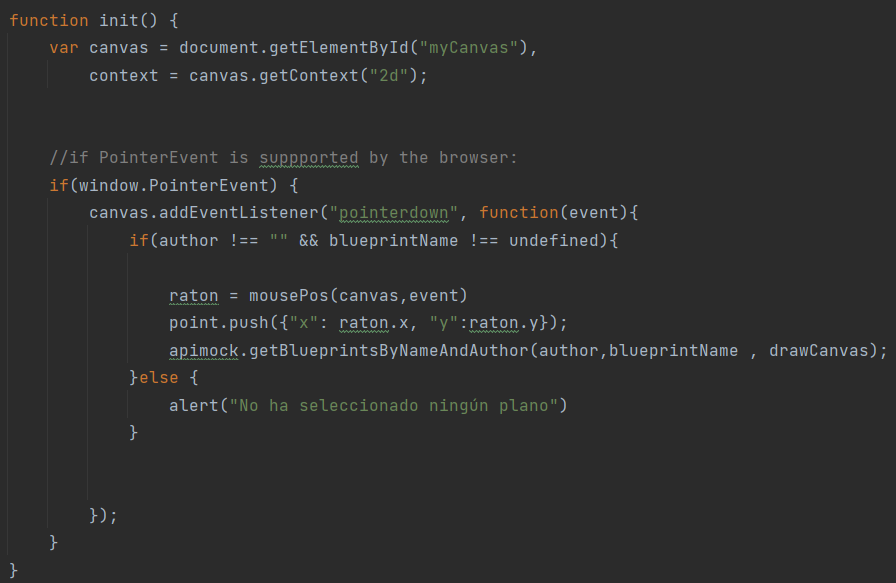 function init() {
    var canvas = document.getElementById("myCanvas"),
        context = canvas.getContext("2d");
    //if PointerEvent is suppported by the browser:
    if(window.PointerEvent) {
        canvas.addEventListener("pointerdown", function(event){
            if(author !== "" && blueprintName !== undefined){
                raton = mousePos(canvas,event)
                point.push({"x": raton.x, "y":raton.y});
                apimock.getBlueprintsByNameAndAuthor(author,blueprintName , drawCanvas);
            }else {
                alert("No ha seleccionado ningún plano")
            }
        });
    }
}